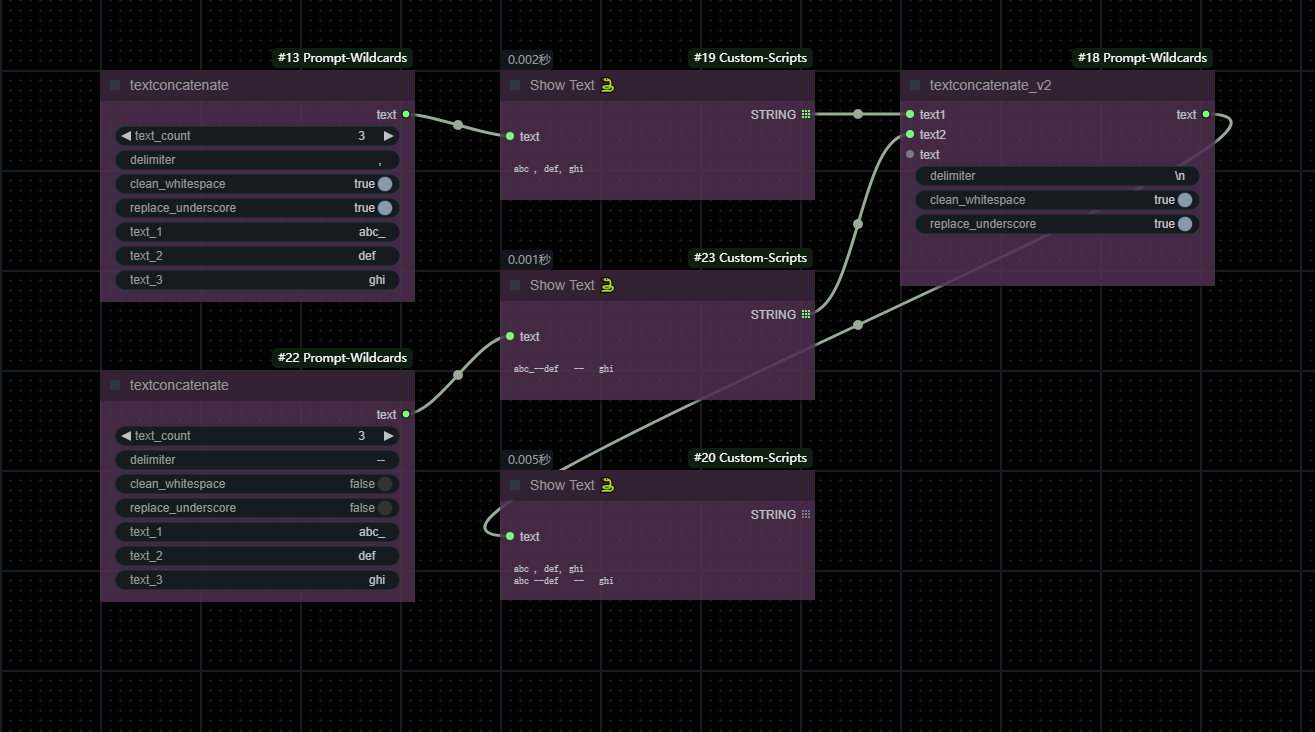 #13 Prompt-Wildcards
textconcatenate
text
text_count 3
delimiter ,
clean_whitespace true
replace_underscore true
text_1 abc_
text_2 def
text_3 ghi
#22 Prompt-Wildcards
textconcatenate
text
text_count 3
delimiter --
clean_whitespace false
replace_underscore false
text_1 abc_
text_2 def
text_3 ghi
0.002秒
#19 Custom-Scripts
Show Text 🐍
STRING
text
abc , def, ghi
0.001秒
#23 Custom-Scripts
Show Text 🐍
STRING
text
abc_--def   --   ghi
0.005秒
#20 Custom-Scripts
Show Text 🐍
STRING
text
abc , def, ghi
abc --def   --   ghi
#18 Prompt-Wildcards
textconcatenate_v2
text1 text
text2
text
delimiter \n
clean_whitespace true
replace_underscore true